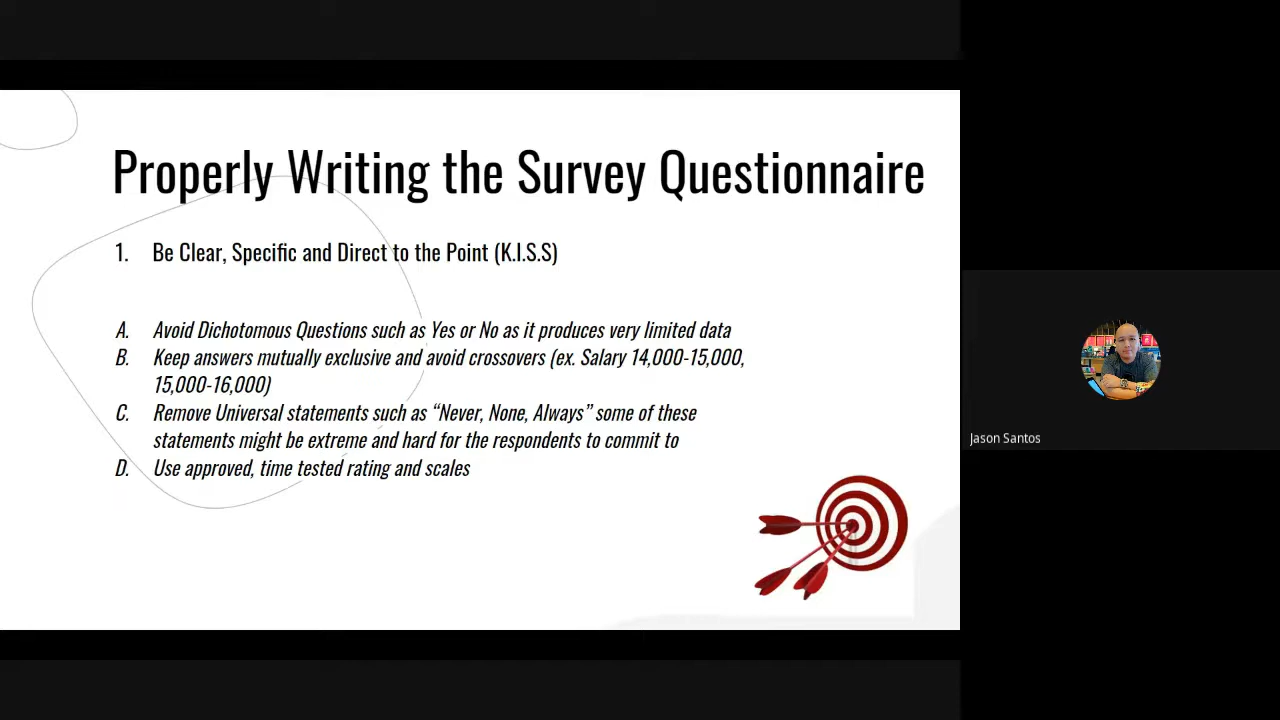 Properly Writing the Survey Questionnaire
1. Be Clear, Specific and Direct to the Point (K.I.S.S)
A. Avoid Dichotomous Questions such as Yes or No as it produces very limited data
B. Keep answers mutually exclusive and avoid crossovers (ex. Salary 14,000-15,000,
15,000-16,000)
C. Remove Universal statements such as “Never, None, Always” some of these
statements might be extreme and hard for the respondents to commit to
D. Use approved, time tested rating and scales
Jason Santos